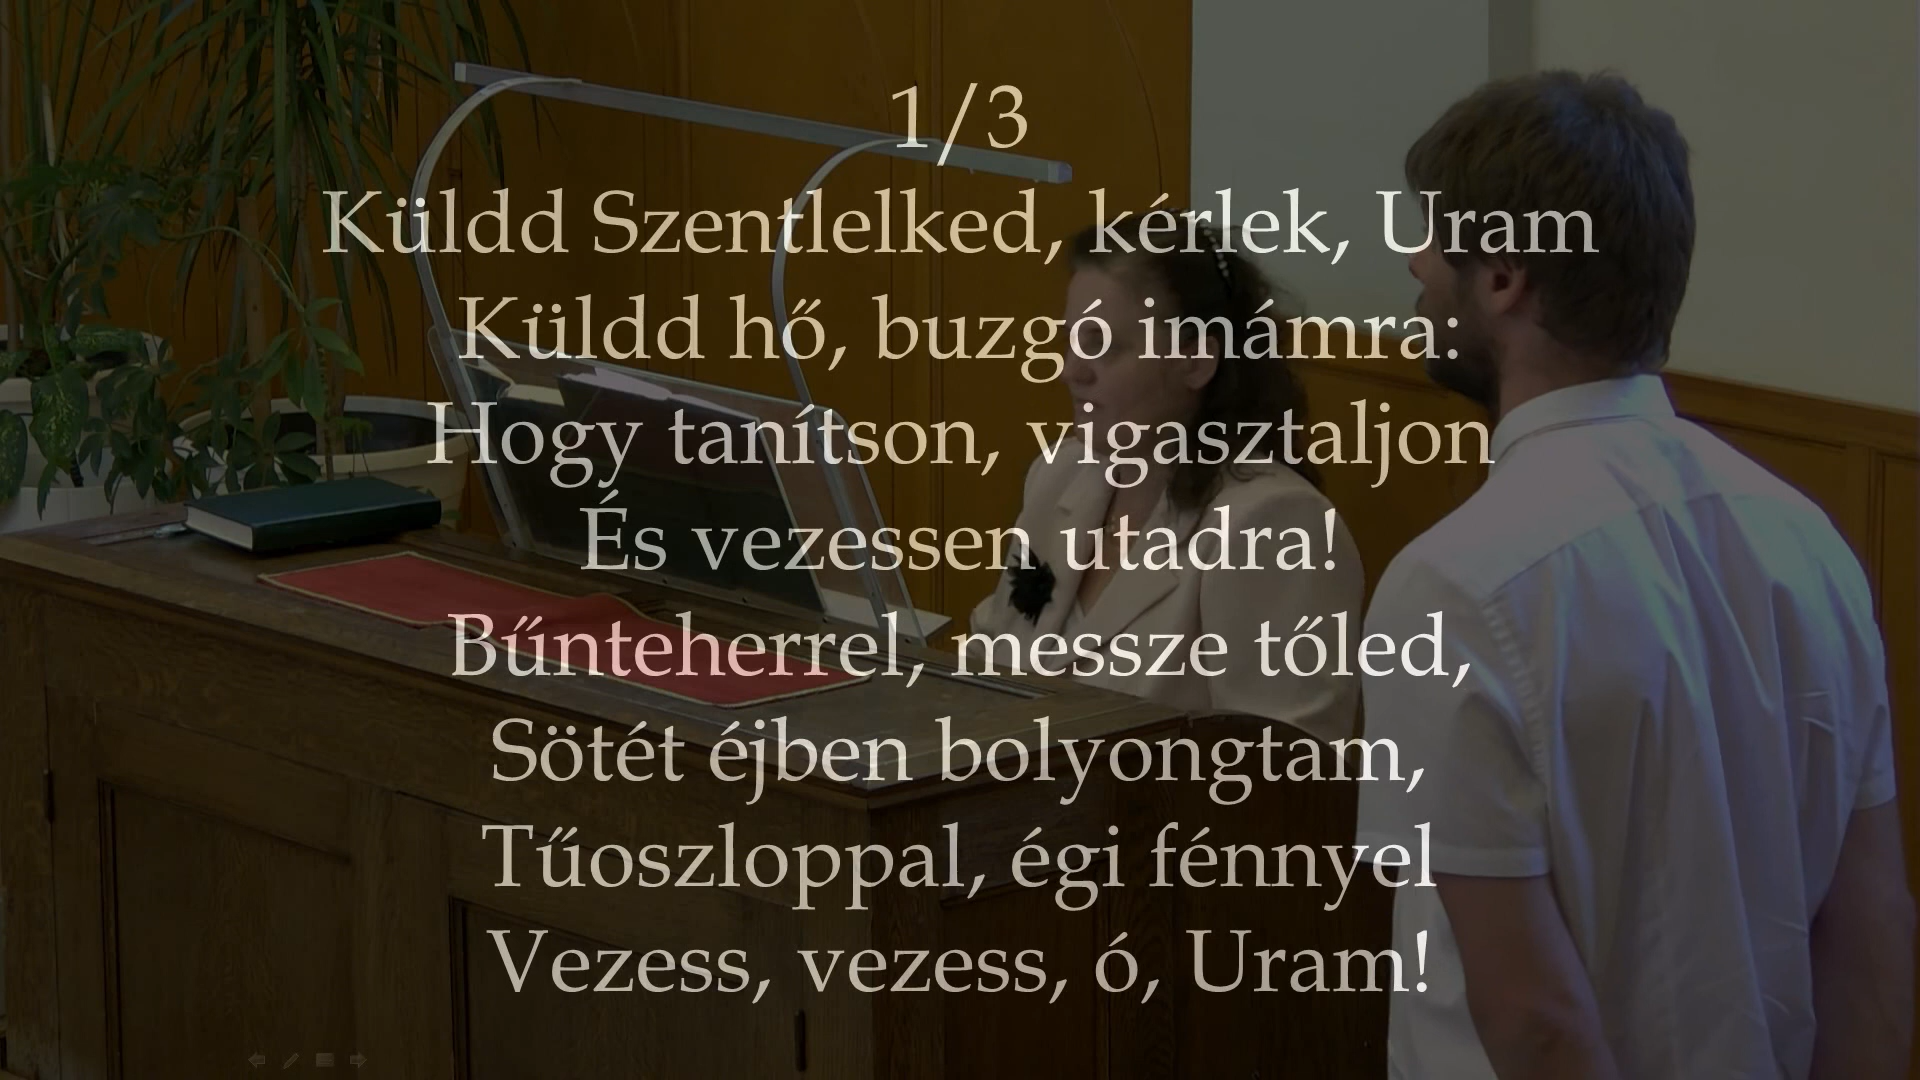 1/3
Küldd Szentlelked, kérlek, Uram
Küldd hő, buzgó imámra:
Hogy tanítson, vigasztaljon
És vezessen utadra!
Bűnteherrel, messze tőled,
Sötét éjben bolyongtam,
Tűoszloppal, égi fénnyel
Vezess, vezess, ó, Uram!